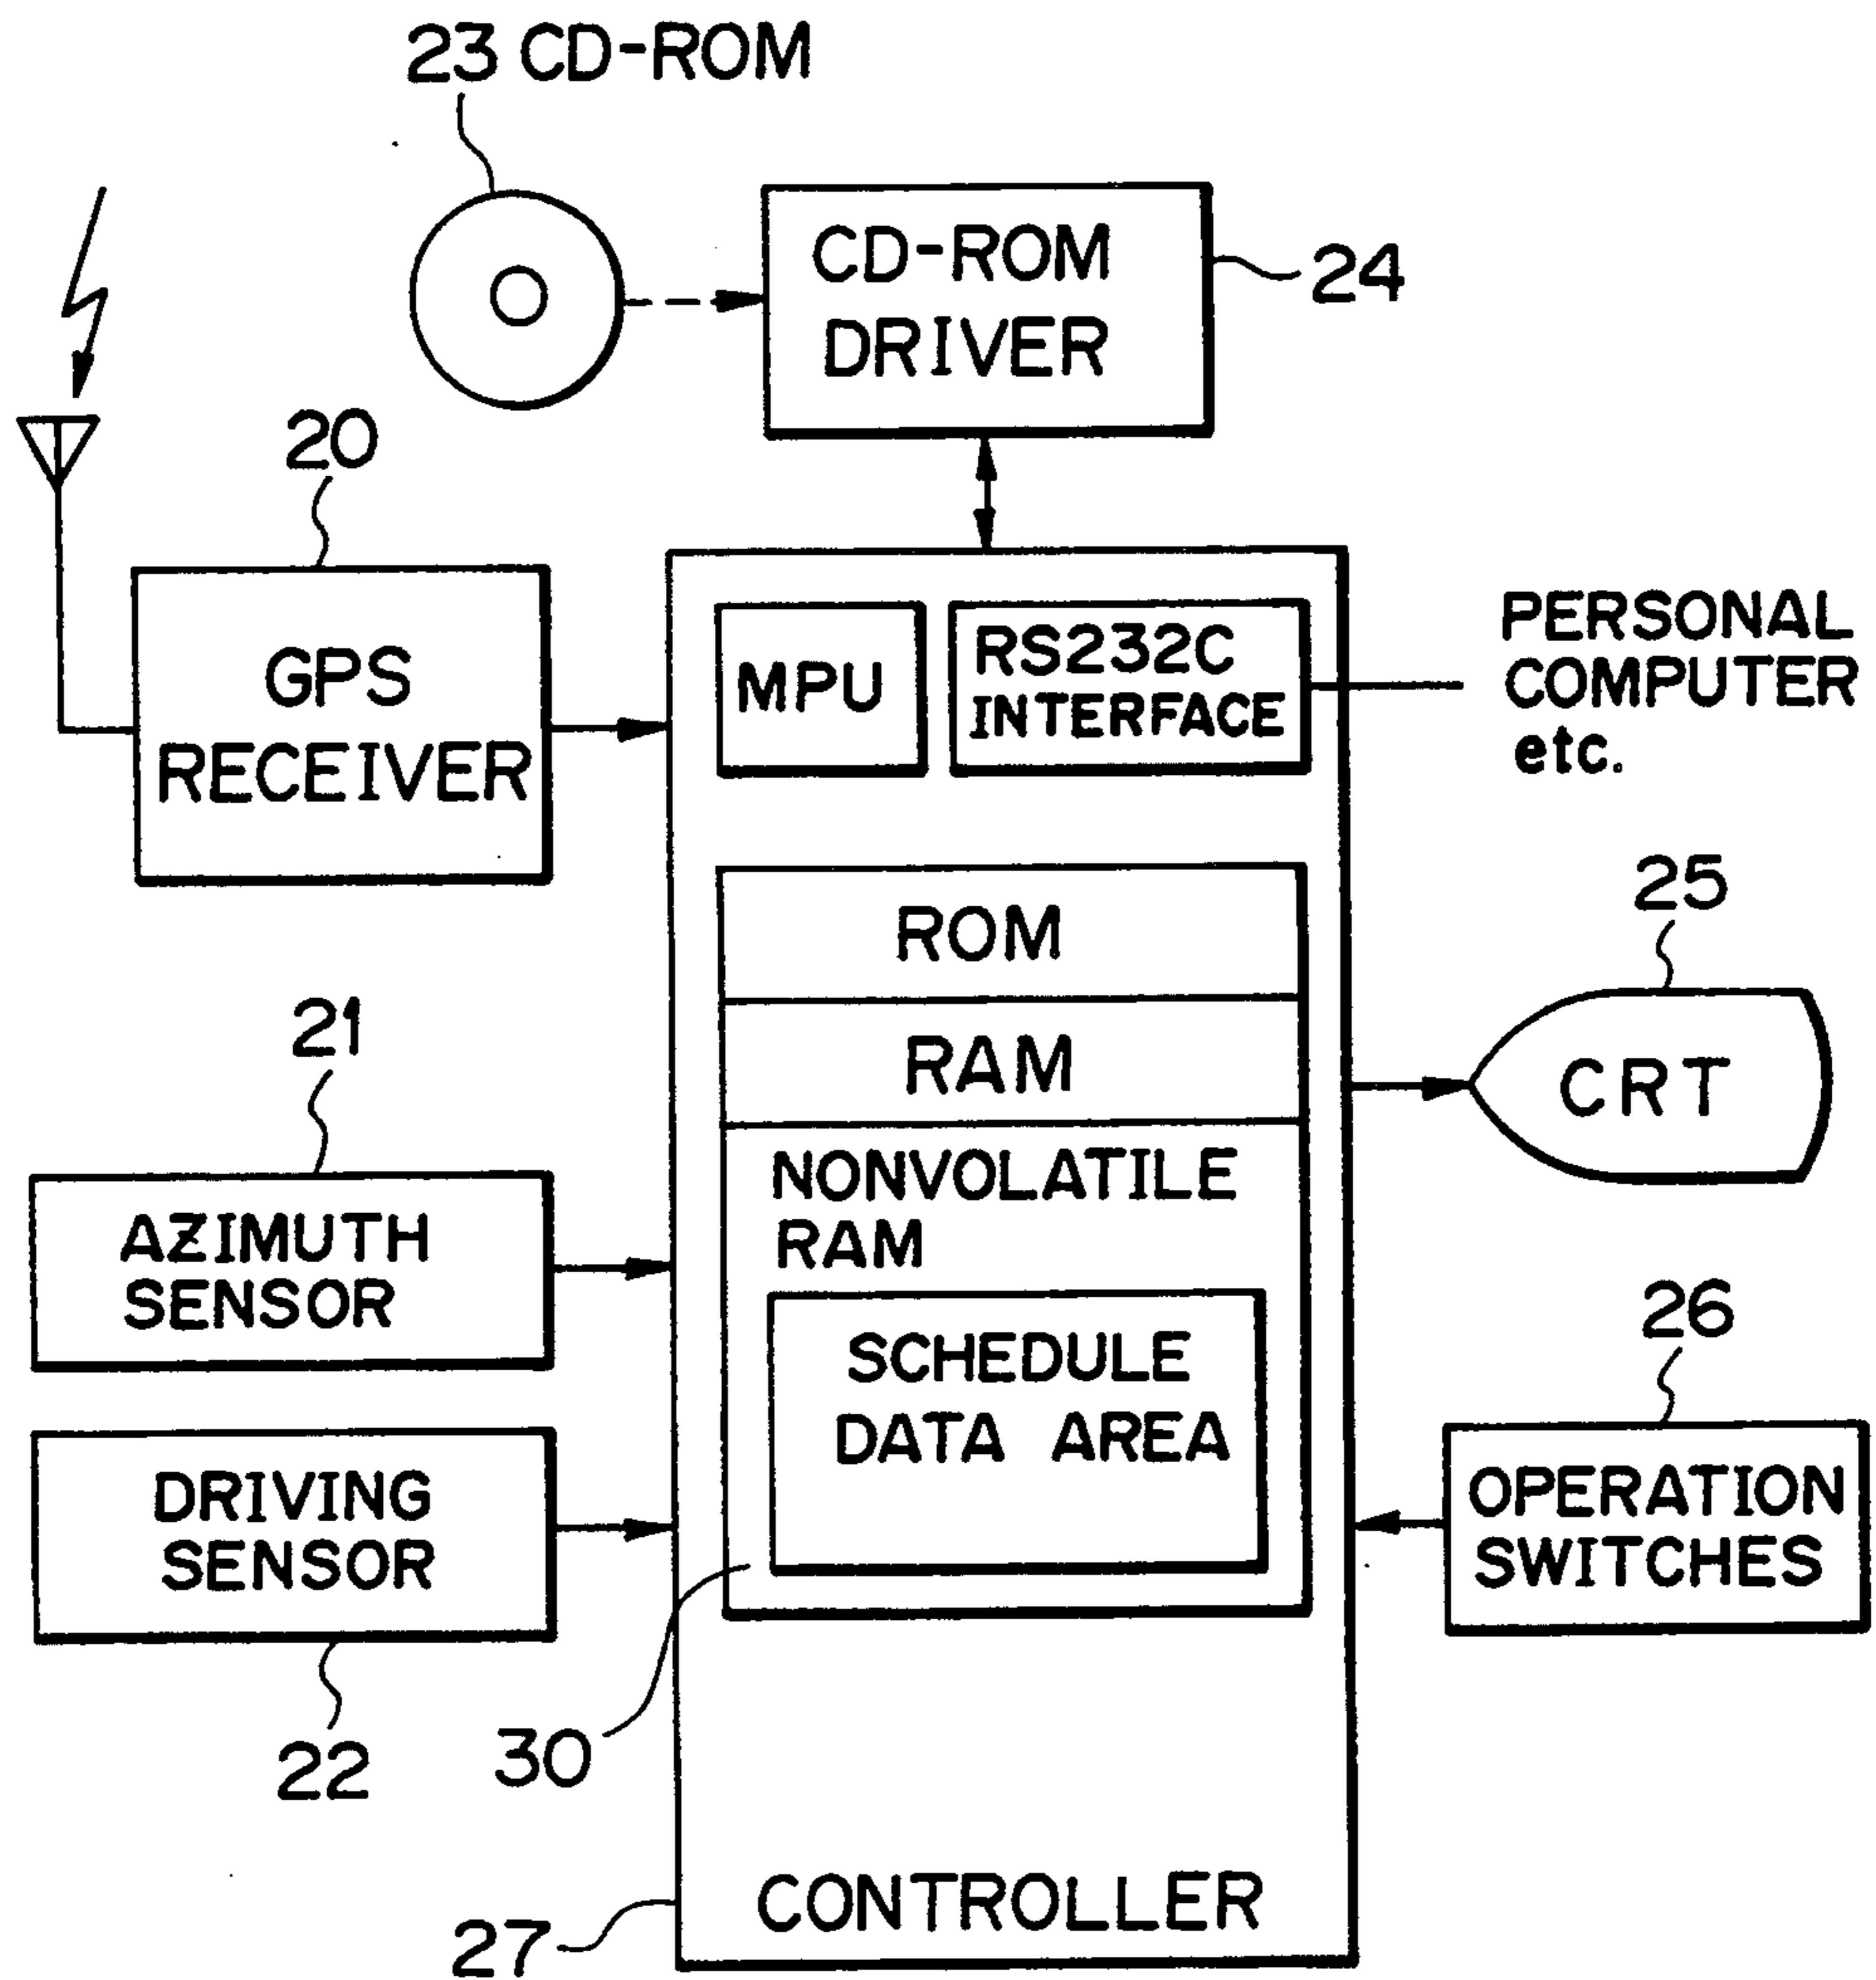 23 CD-ROM
CD-ROM
DRIVER
24
20
GPS
RECEIVER
MPU
RS232C
INTERFACE
PERSONAL
COMPUTER
etc.
ROM
RAM
NONVOLATILE
RAM
SCHEDULE
DATA AREA
25
CRT
21
AZIMUTH
SENSOR
DRIVING
SENSOR
22
26
OPERATION
SWITCHES
30
27
CONTROLLER